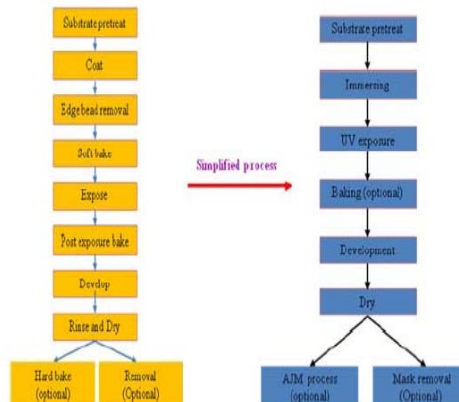 Substrate pretreat
Coat
Edge bead removal
Soft bake
Expose
Post exposure bake
Develop
Rinse and Dry
Hard bake
(optional)
Removal
(Optional)
Simplified process
Substrate pretreat
Immersing
UV exposure
Baking (optional)
Development
Dry
AJM process
(optional)
Mask removal
(Optional)